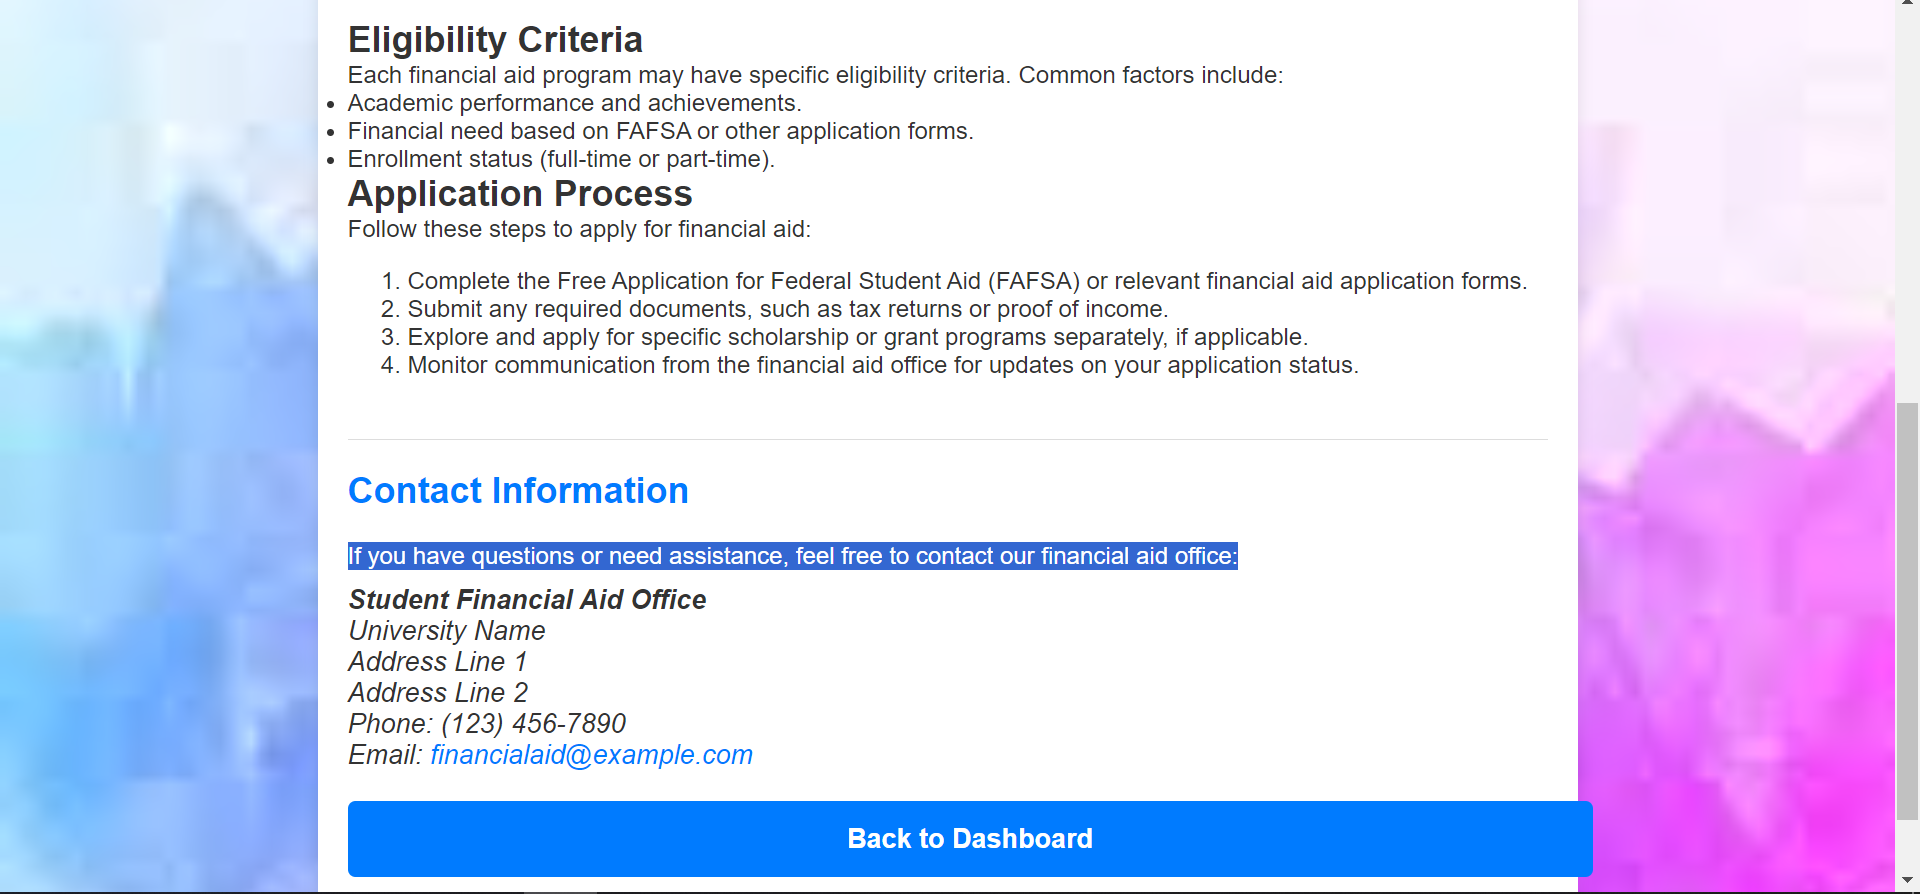 Eligibility Criteria
Each financial aid program may have specific eligibility criteria. Common factors include:
• Academic performance and achievements.
• Financial need based on FAFSA or other application forms.
• Enrollment status (full-time or part-time).
Application Process
Follow these steps to apply for financial aid:
1. Complete the Free Application for Federal Student Aid (FAFSA) or relevant financial aid application forms.
2. Submit any required documents, such as tax returns or proof of income.
3. Explore and apply for specific scholarship or grant programs separately, if applicable.
4. Monitor communication from the financial aid office for updates on your application status.
Contact Information
If you have questions or need assistance, feel free to contact our financial aid office:
Student Financial Aid Office
University Name
Address Line 1
Address Line 2
Phone: (123) 456-7890
Email: financialaid@example.com
Back to Dashboard